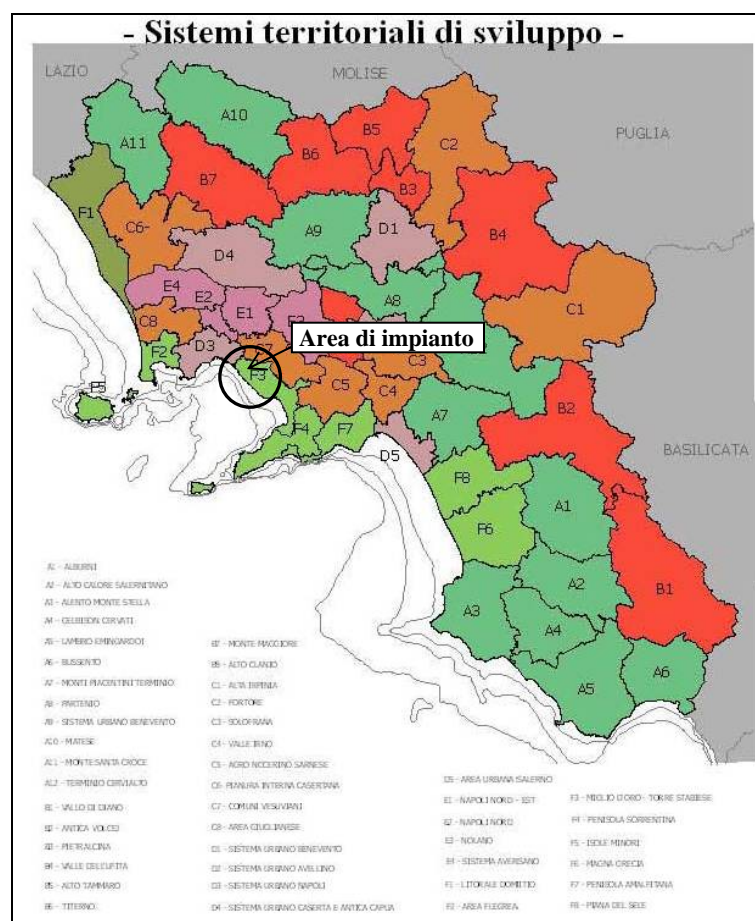 - Sistemi territoriali di sviluppo -
LAZIO
MOLISE
PUGLIA
BASILICATA
A10
A11
B5
C2
B6
B7
B3
F1
C6-
A9
D1
B4
D4
E4
E2
A8
C1
E1
C8
D3
F2
Area di impianto
C3
F3
F5
C5
C4
A7
B2
F4
F7
D5
F8
A1
F6
A2
B1
A3
A4
A5
A6
A1 - ALBURNI
A2 - ALTO CALORE SALERNITANO
A3 - ALENTO MONTE STELLA
A4 - GELBISON CERVATI
A5 - LAMBRO EMINGARDOI
A6 - BUSSENTO
A7 - MONTI PIACENTINI TERMINIO
A8 - PARTENIO
A9 - SISTEMA URBANO BENEVENTO
A10 - MATESE
A11 - MONTE SANTA CROCE
A12 - TERMINIO CERVIALTO
B1 - VALLO DI DIANO
B2 - ANTICA VOLCEI
B3 - PIETRALCINA
B4 - VALLE DELL'UFITA
B5 - ALTO TAMMARO
B6 - TITERNO
B7 - MONTE MAGGIORE
B8 - ALTO CLANIO
C1 - ALTA IRPINIA
C2 - FORTORE
C3 - SOLOFRANA
C4 - VALLE IRNO
C5 - AGRO NOCERINO SARNESE
C6 - PIANURA INTERNA CASERTANA
C7 - COMUNI VESUVIANI
C8 - AREA GIUGLIANESE
D1 - SISTEMA URBANO BENEVENTO
D2 - SISTEMA URBANO AVELLINO
D3 - SISTEMA URBANO NAPOLI
D4 - SISTEMA URBANO CASERTA E ANTICA CAPUA
D5 - AREA URBANA SALERNO
E1 - NAPOLI NORD - EST
E2 - NAPOLI NORD
E3 - NOLANO
E4 - SISTEMA AVERSANO
F1 - LITORALE DOMITIO
F2 - AREA FLEGREA
F3 - MIGLIO D'ORO - TORRE STABIESE
F4 - PENISOLA SORRENTINA
F5 - ISOLE MINORI
F6 - MAGNA GRECIA
F7 - PENISOLA AMALFITANA
F8 - PIANA DEL SELE